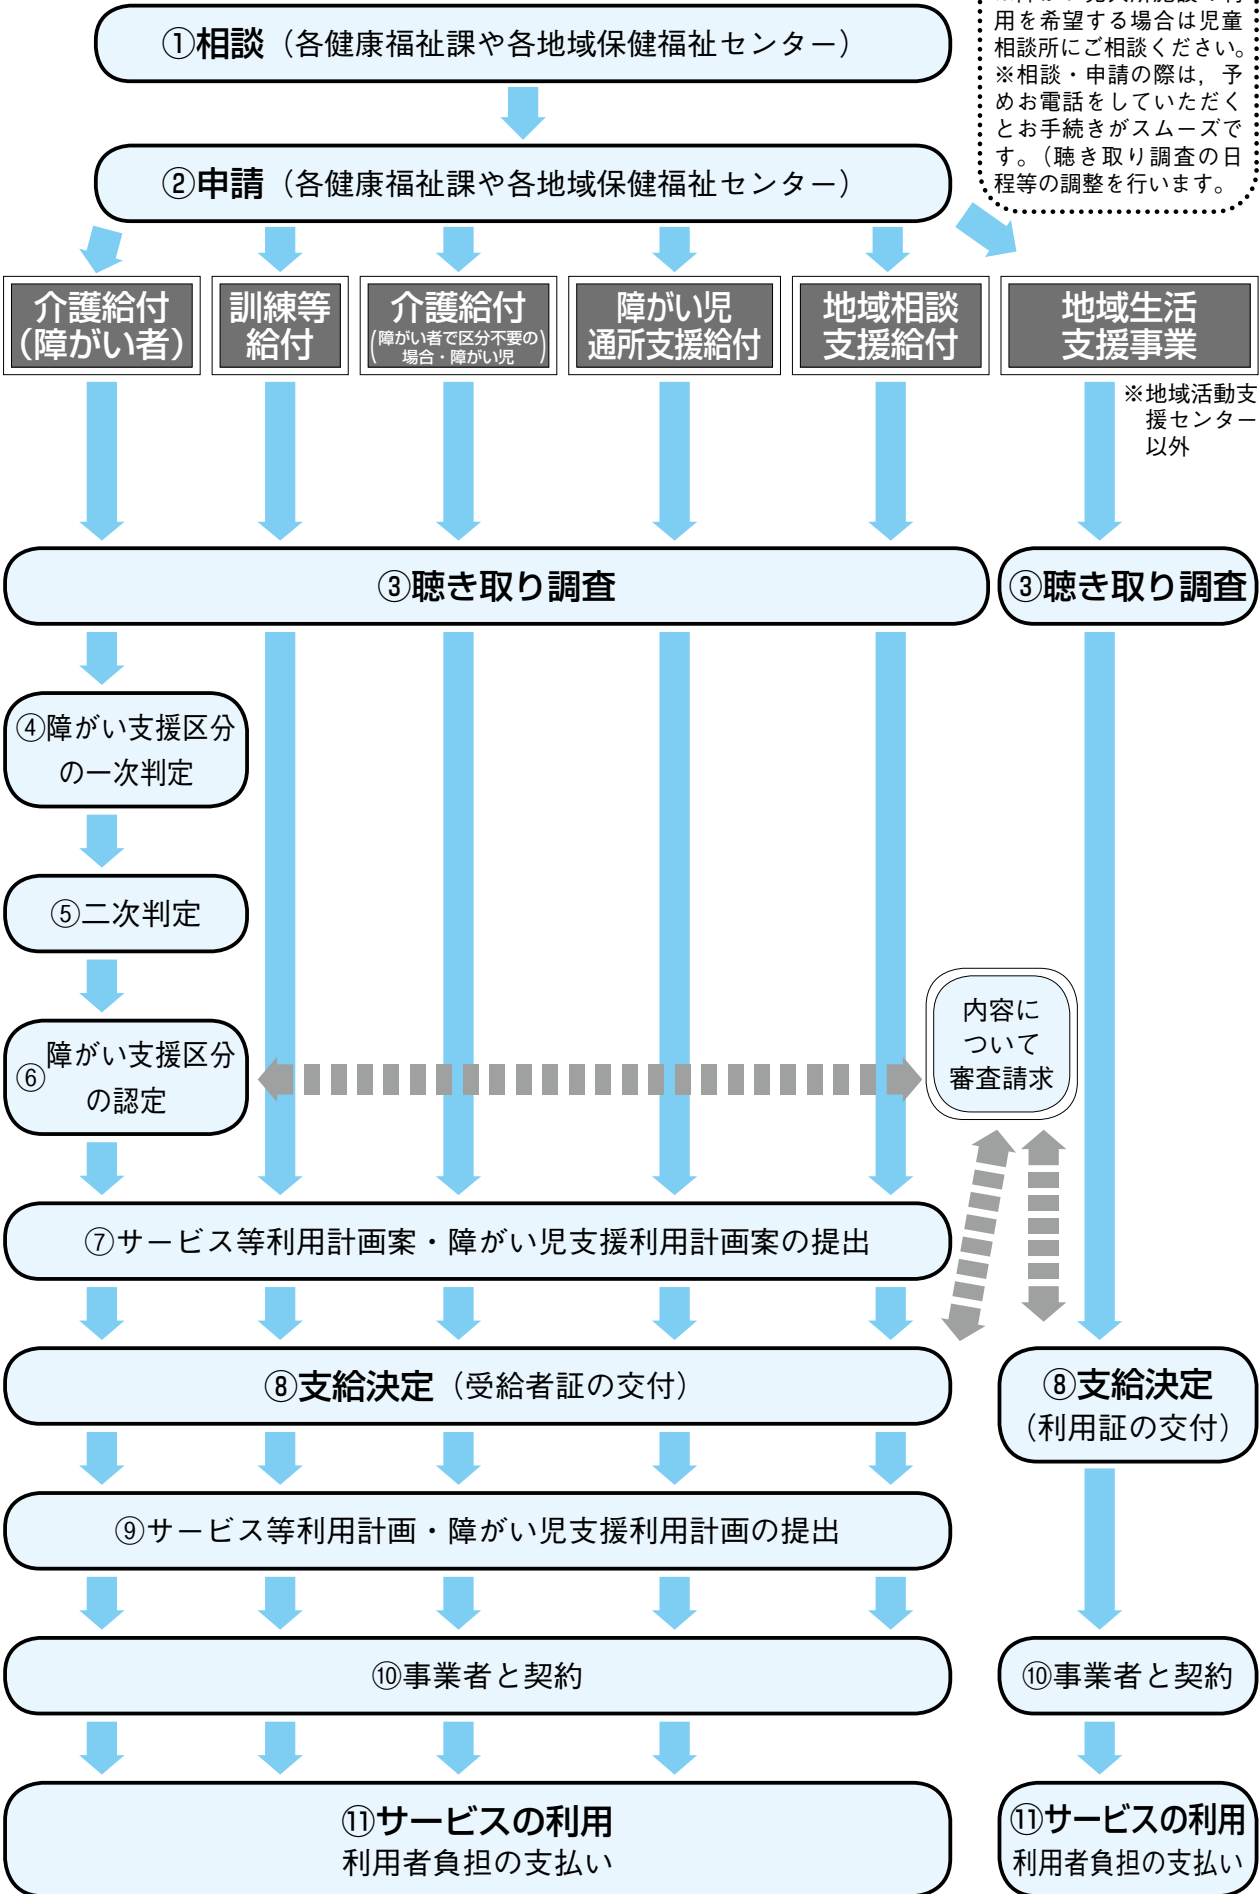 ①相談（各健康福祉課や各地域保健福祉センター）
用を希望する場合は児童
相談所にご相談ください。
※相談・申請の際は，予
めお電話をしていただく
とお手続きがスムーズで
す。（聴き取り調査の日
程等の調整を行います。
②申請（各健康福祉課や各地域保健福祉センター）
介護給付
（障がい者）
訓練等
給付
介護給付
（障がい者で区分不要の
場合・障がい児）
障がい児
通所支援給付
地域相談
支援給付
地域生活
支援事業
※地域活動支
援センター
以外
③聴き取り調査
③聴き取り調査
④障がい支援区分
の一次判定
⑤二次判定
⑥障がい支援区分
の認定
内容に
ついて
審査請求
⑦サービス等利用計画案・障がい児支援利用計画案の提出
⑧支給決定（受給者証の交付）
⑧支給決定
（利用証の交付）
⑨サービス等利用計画・障がい児支援利用計画の提出
⑩事業者と契約
⑩事業者と契約
⑪サービスの利用
利用者負担の支払い
⑪サービスの利用
利用者負担の支払い